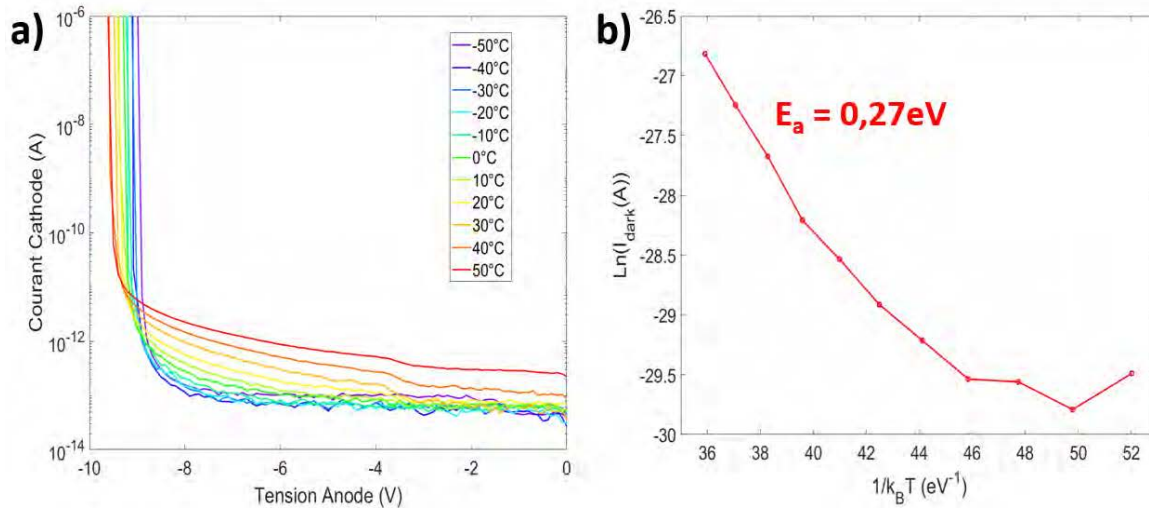 a)
10^-6
10^-8
10^-10
10^-12
10^-14
Courant Cathode (A)
-10
-8
-6
-4
-2
0
Tension Anode (V)
-50°C
-40°C
-30°C
-20°C
-10°C
0°C
10°C
20°C
30°C
40°C
50°C
b)
E_a = 0,27eV
-26.5
-27
-27.5
-28
-28.5
-29
-29.5
-30
Ln(I_dark(A))
36
38
40
42
44
46
48
50
52
1/k_BT (eV^-1)